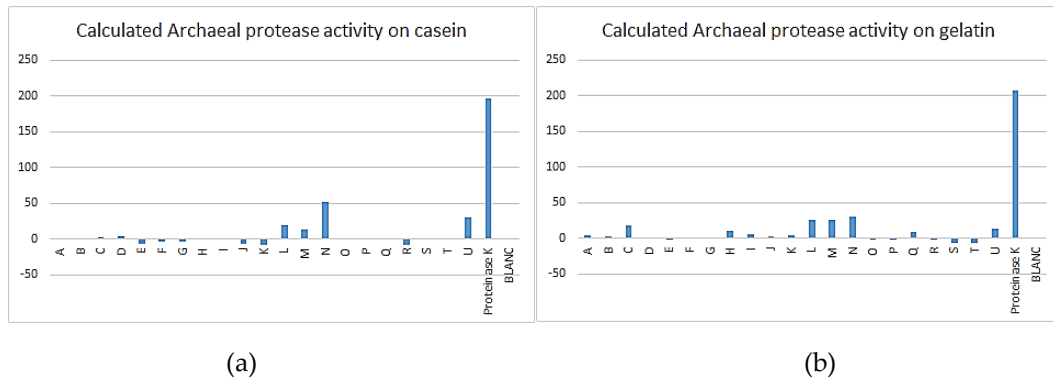 Calculated Archaeal protease activity on casein
250
200
150
100
50
0
-50
A
B
C
D
E
F
G
H
I
J
K
L
M
N
O
P
Q
R
S
T
U
Proteinase K
BLANC
(a)
Calculated Archaeal protease activity on gelatin
250
200
150
100
50
0
-50
A
B
C
D
E
F
G
H
I
J
K
L
M
N
O
P
Q
R
S
T
U
Proteinase K
BLANC
(b)